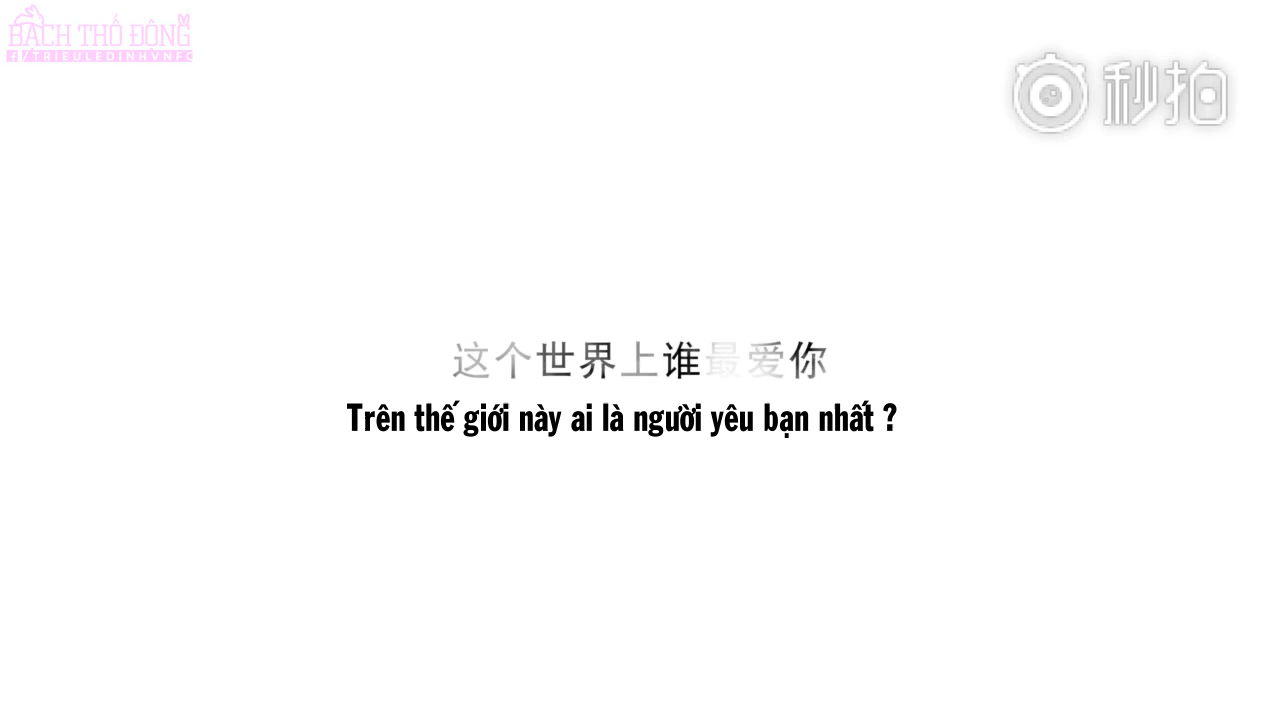 BẠCH THỐ ĐỘNG
F/TRIEULEDINHVNFC
秒拍
这个世界上谁最爱你
Trên thế giới này ai là người yêu bạn nhất ?